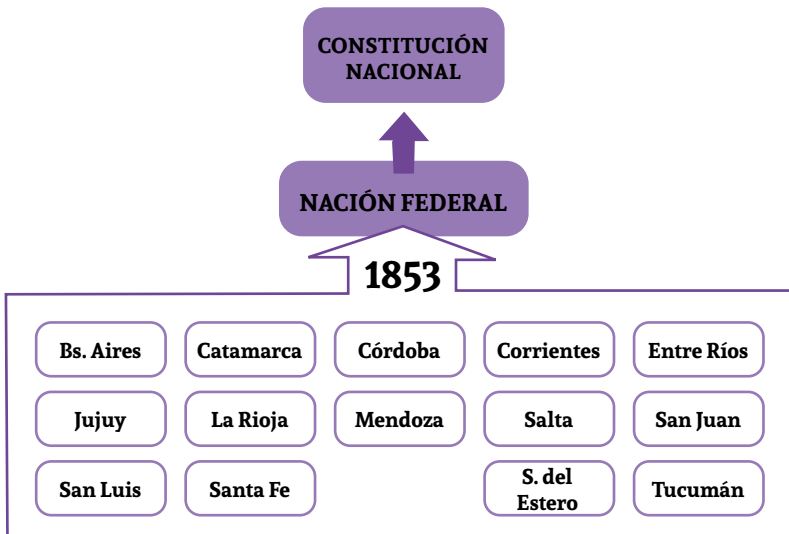 CONSTITUCIÓN
NACIONAL
NACIÓN FEDERAL
1853
Bs. Aires
Catamarca
Córdoba
Corrientes
Entre Ríos
Jujuy
La Rioja
Mendoza
Salta
San Juan
San Luis
Santa Fe
S. del
Estero
Tucumán